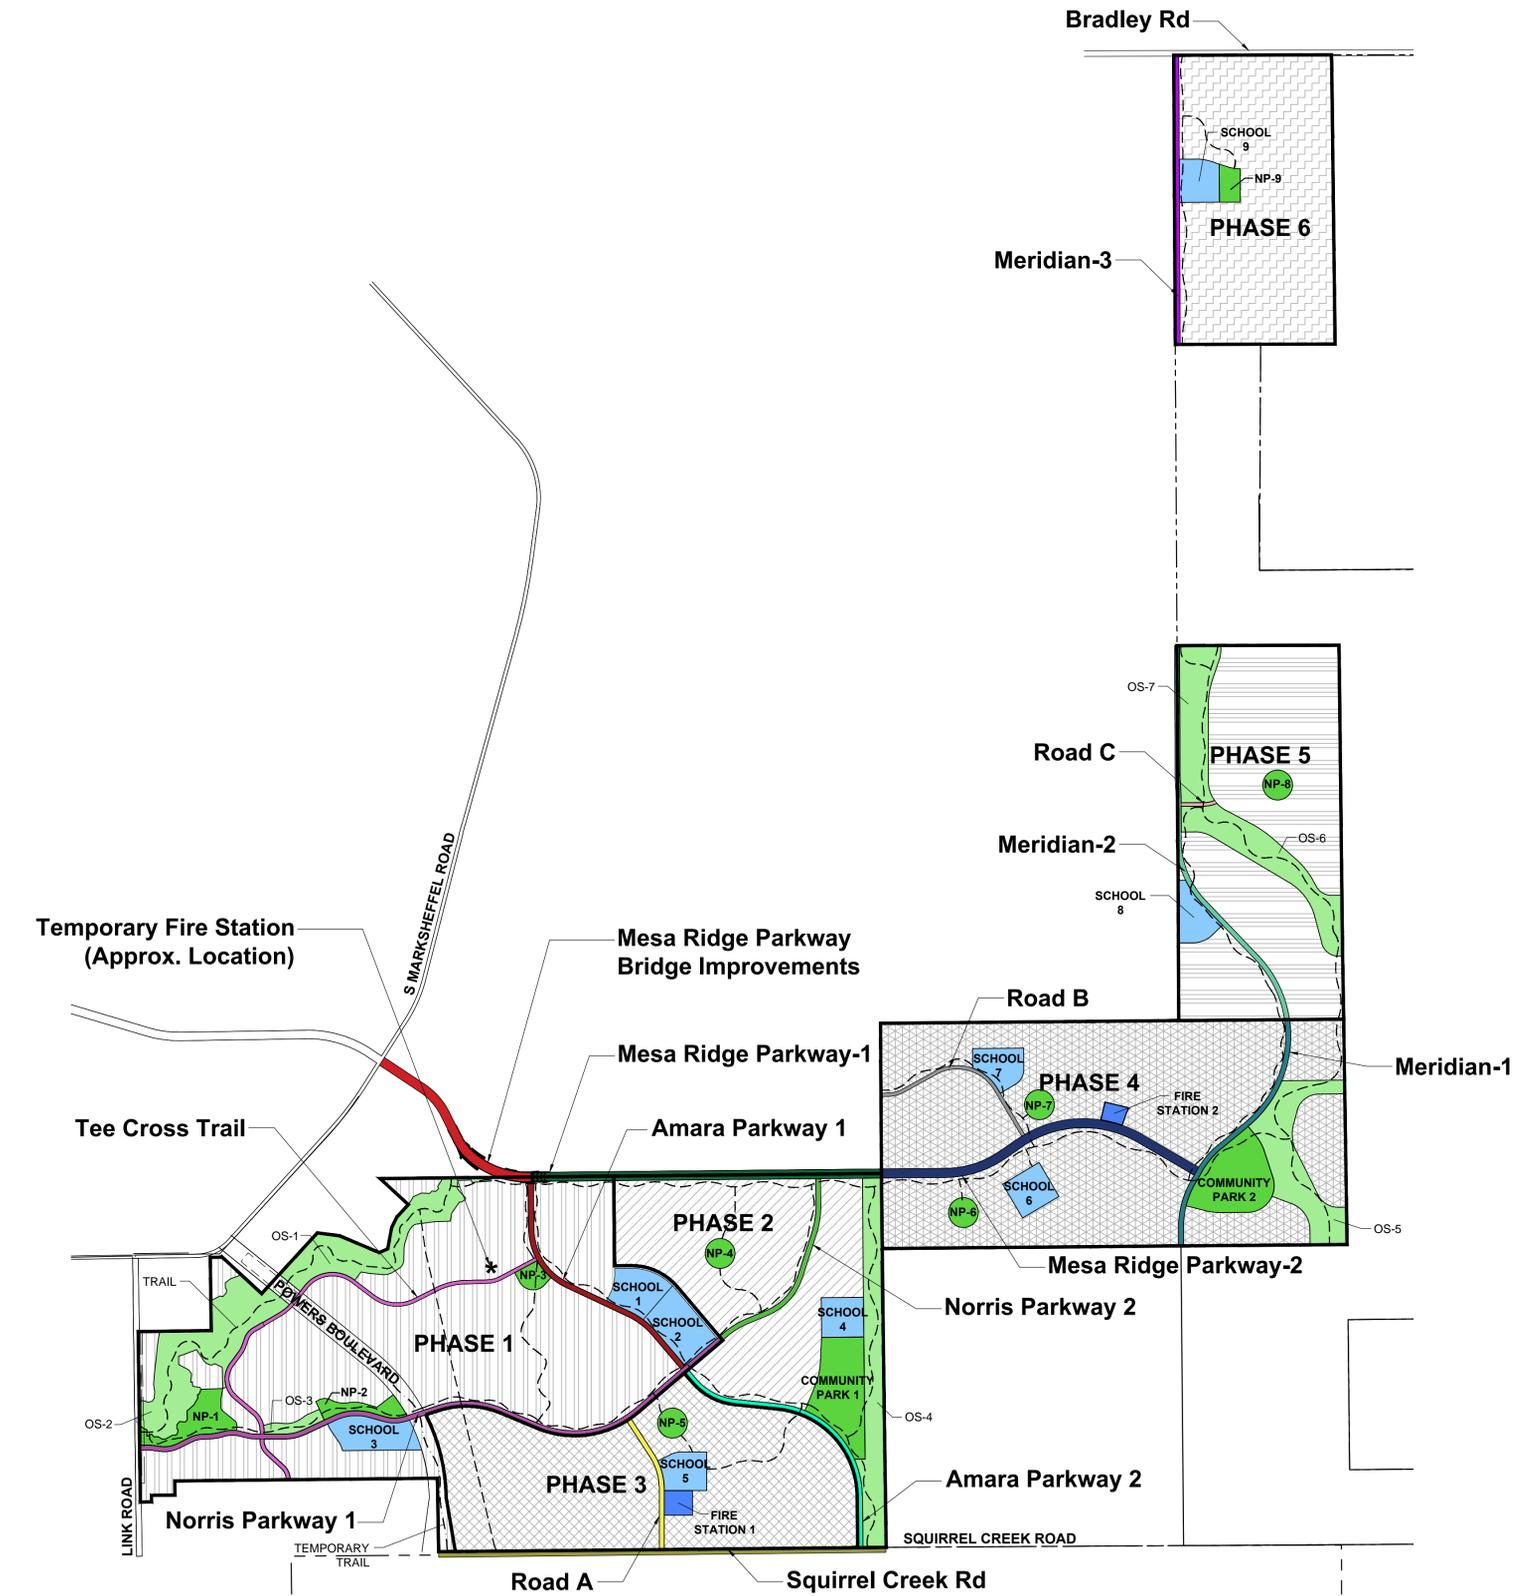 Bradley Rd
SCHOOL
9
NP-9
PHASE 6
Meridian-3
OS-7
Road C
PHASE 5
NP-8
OS-6
Meridian-2
SCHOOL
8
S MARKSHEFFEL ROAD
Temporary Fire Station
(Approx. Location)
Mesa Ridge Parkway
Bridge Improvements
Road B
Mesa Ridge Parkway-1
SCHOOL
7
PHASE 4
Meridian-1
NP-7
FIRE
STATION 2
Tee Cross Trail
Amara Parkway 1
SCHOOL
6
COMMUNITY
PARK 2
NP-6
OS-5
PHASE 2
NP-4
OS-1
Mesa Ridge Parkway-2
TRAIL
*
NP-3
POWERS BOULEVARD
SCHOOL
1
SCHOOL
2
Norris Parkway 2
SCHOOL
4
PHASE 1
COMMUNITY
PARK 1
NP-2
OS-3
NP-1
OS-2
SCHOOL
3
NP-5
OS-4
SCHOOL
5
PHASE 3
Amara Parkway 2
FIRE
STATION 1
LINK ROAD
Norris Parkway 1
TEMPORARY
TRAIL
SQUIRREL CREEK ROAD
Road A
Squirrel Creek Rd